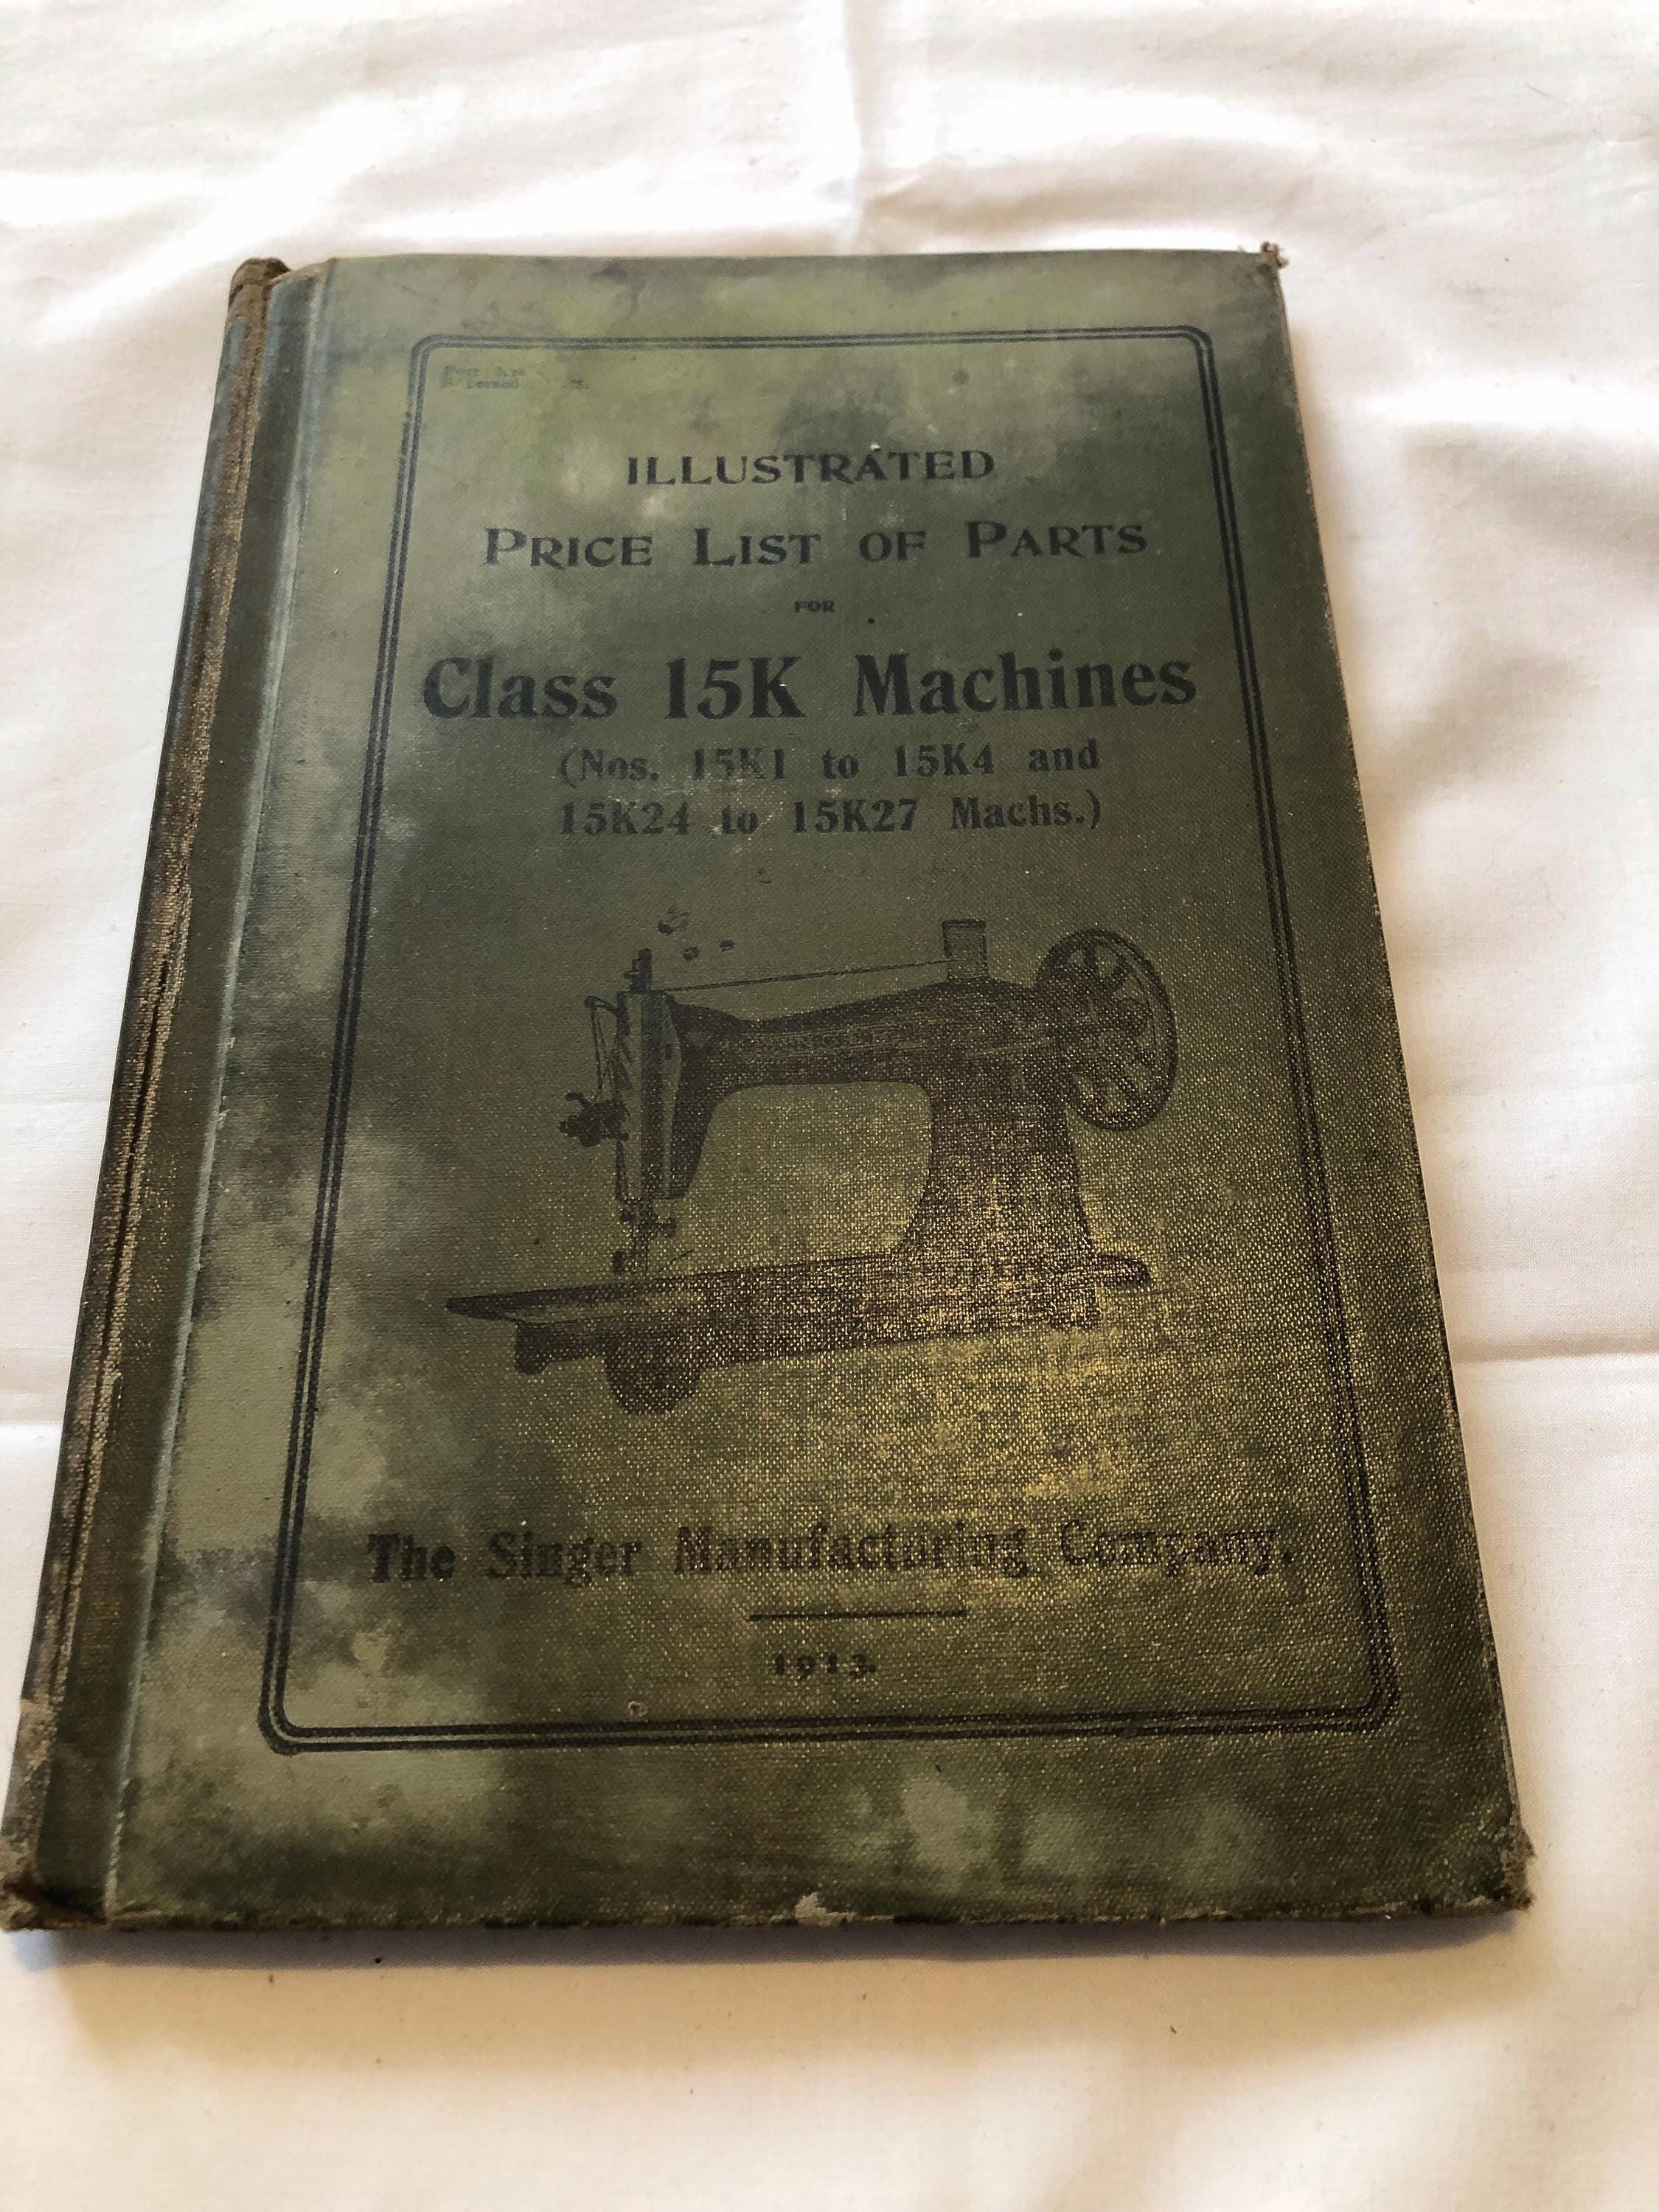 ILLUSTRATED
PRICE LIST OF PARTS
FOR
Class 15K Machines
(Nos. 15K1 to 15K4 and
15K24 to 15K27 Machs.)
The Singer Manufacturing Company.
1913.